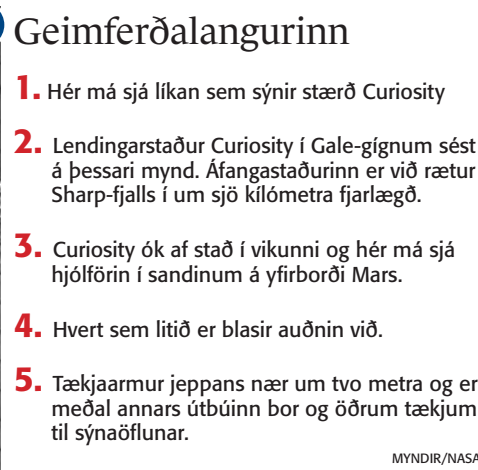 Geimferðalangurinn
1. Hér má sjá líkan sem sýnir stærð Curiosity
2. Lendingarstaður Curiosity í Gale-gígnum sést
á þessari mynd. Áfangastaðurinn er við rætur
Sharp-fjalls í um sjö kílómetra fjarlægð.
3. Curiosity ók af stað í vikunni og hér má sjá
hjólförin í sandinum á yfirborði Mars.
4. Hvert sem litið er blasir auðnin við.
5. Tækjaarmur jeppans nær um tvo metra og er
meðal annars útbúinn bor og öðrum tækjum
til sýnaöflunar.
MYNDIR/NASA